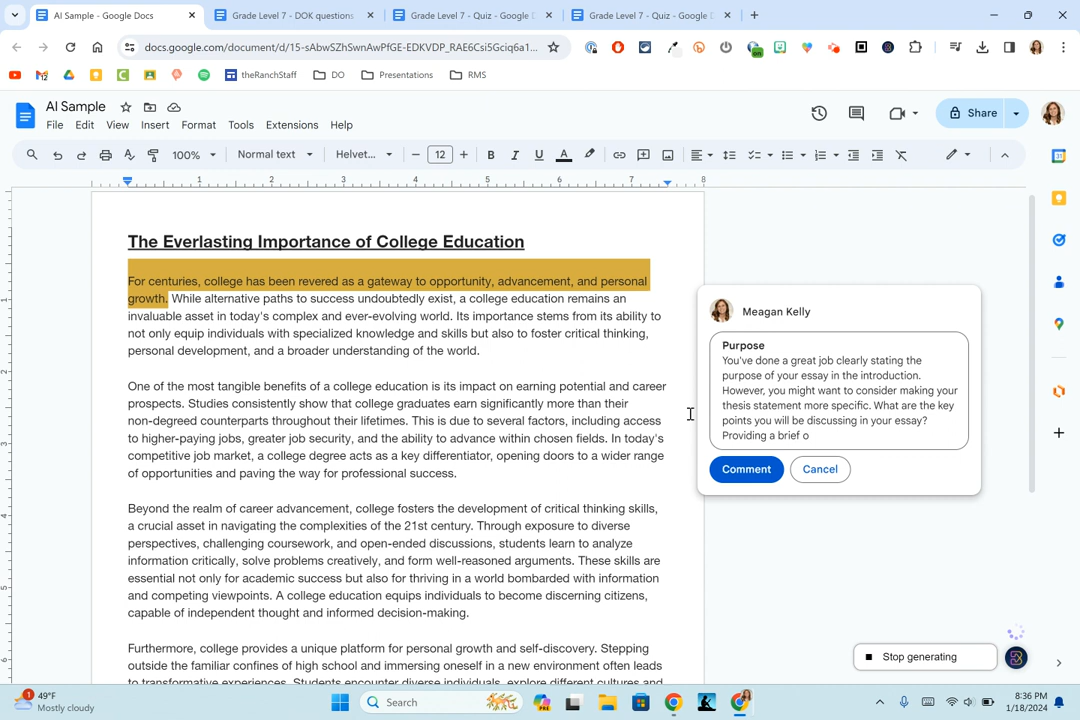 AI Sample - Google Docs
Grade Level 7 - DOK questions
Grade Level 7 - Quiz - Google D
Grade Level 7 - Quiz - Google D
docs.google.com/document/d/15-sAbwSZhSwnAwPfGE-EDKVDP_RAE6Csi5Gciq6a1...
theRanchStaff
DO
Presentations
RMS
AI Sample
File Edit View Insert Format Tools Extensions Help
Share
100% Normal text Helvet... 12
1 2 3 4 5 6 7 8
The Everlasting Importance of College Education
For centuries, college has been revered as a gateway to opportunity, advancement, and personal
growth. While alternative paths to success undoubtedly exist, a college education remains an
invaluable asset in today's complex and ever-evolving world. Its importance stems from its ability to
not only equip individuals with specialized knowledge and skills but also to foster critical thinking,
personal development, and a broader understanding of the world.
One of the most tangible benefits of a college education is its impact on earning potential and career
prospects. Studies consistently show that college graduates earn significantly more than their
non-degreed counterparts throughout their lifetimes. This is due to several factors, including access
to higher-paying jobs, greater job security, and the ability to advance within chosen fields. In today's
competitive job market, a college degree acts as a key differentiator, opening doors to a wider range
of opportunities and paving the way for professional success.
Beyond the realm of career advancement, college fosters the development of critical thinking skills,
a crucial asset in navigating the complexities of the 21st century. Through exposure to diverse
perspectives, challenging coursework, and open-ended discussions, students learn to analyze
information critically, solve problems creatively, and form well-reasoned arguments. These skills are
essential not only for academic success but also for thriving in a world bombarded with information
and competing viewpoints. A college education equips individuals to become discerning citizens,
capable of independent thought and informed decision-making.
Furthermore, college provides a unique platform for personal growth and self-discovery. Stepping
outside the familiar confines of high school and immersing oneself in a new environment often leads
to transformative experiences. Students encounter diverse individuals, explore different cultures and
Meagan Kelly
Purpose
You've done a great job clearly stating the
purpose of your essay in the introduction.
However, you might want to consider making your
thesis statement more specific. What are the key
points you will be discussing in your essay?
Providing a brief o
Comment
Cancel
Stop generating
49°F
Mostly cloudy
Search
8:36 PM
1/18/2024